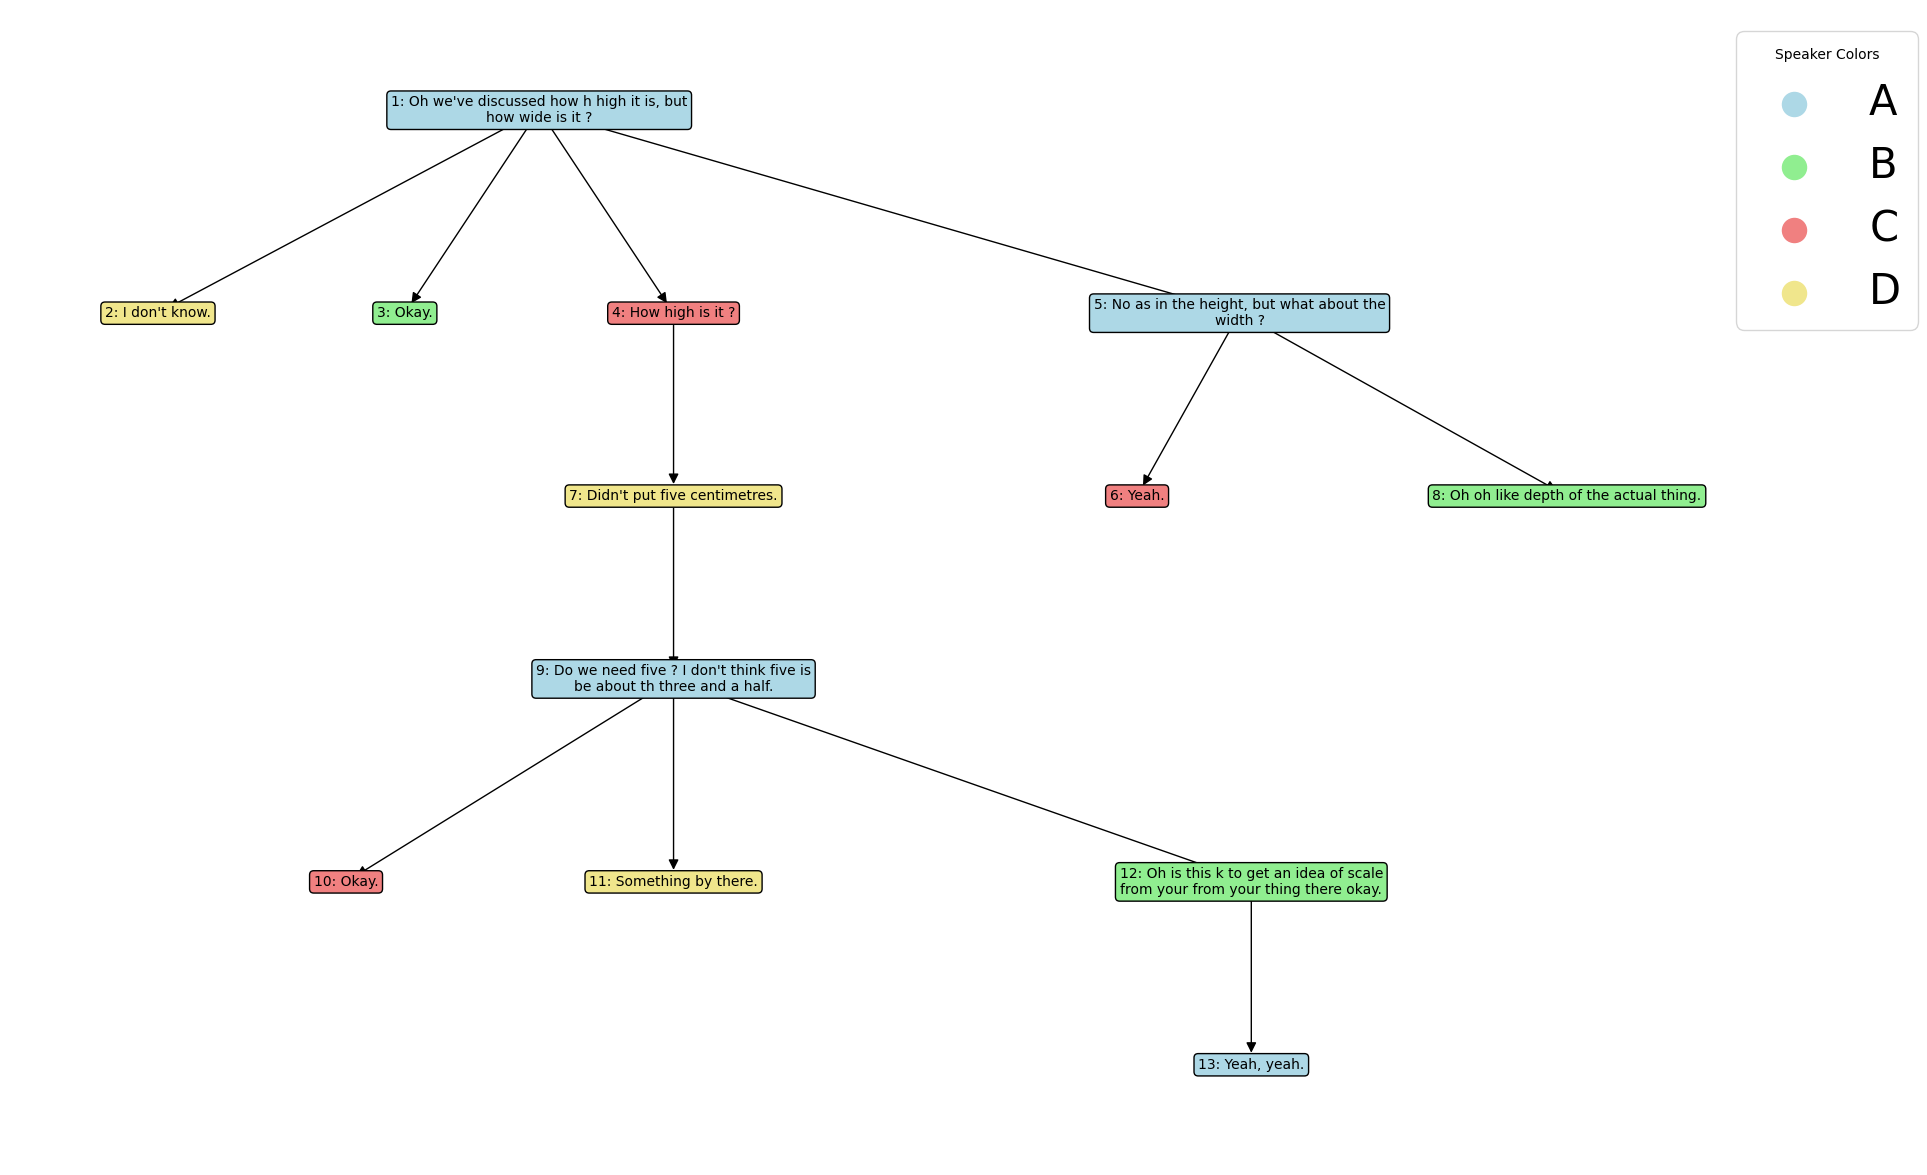 Speaker Colors
A
B
C
D
1: Oh we've discussed how h high it is, but
how wide is it ?
2: I don't know.
3: Okay.
4: How high is it ?
5: No as in the height, but what about the
width ?
7: Didn't put five centimetres.
6: Yeah.
8: Oh oh like depth of the actual thing.
9: Do we need five ? I don't think five is
be about th three and a half.
10: Okay.
11: Something by there.
12: Oh is this k to get an idea of scale
from your from your thing there okay.
13: Yeah, yeah.